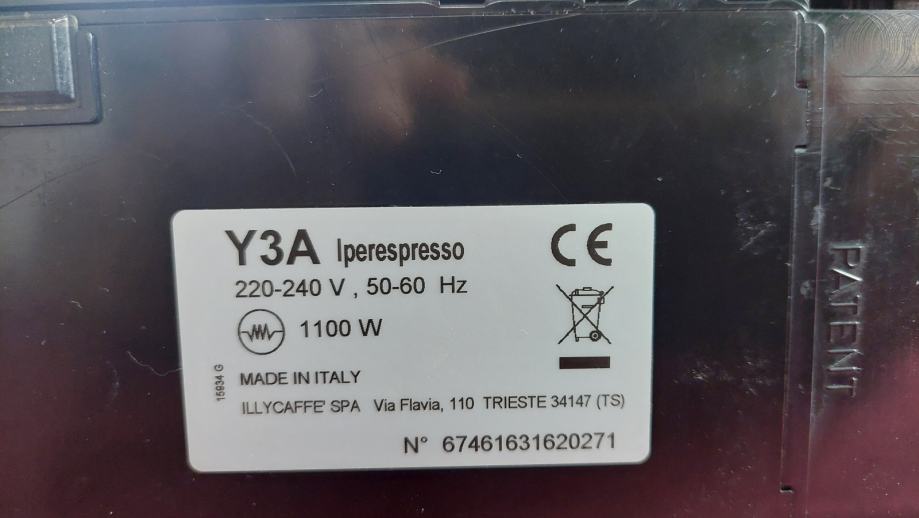 Y3A Iperespresso
CE
220-240 V , 50-60 Hz
1100 W
15934 G
MADE IN ITALY
ILLYCAFFE' SPA Via Flavia, 110 TRIESTE 34147 (TS)
N° 67461631620271
PATENT